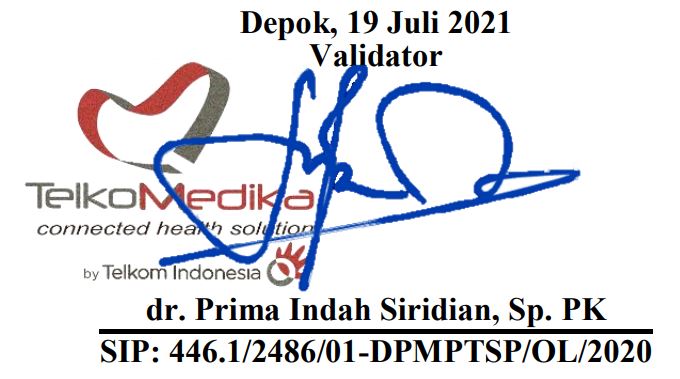 Depok, 19 Juli 2021
Validator
TelkoMedika
connected health solution
by Telkom Indonesia
dr. Prima Indah Siridian, Sp. PK
SIP: 446.1/2486/01-DPMPTSP/OL/2020